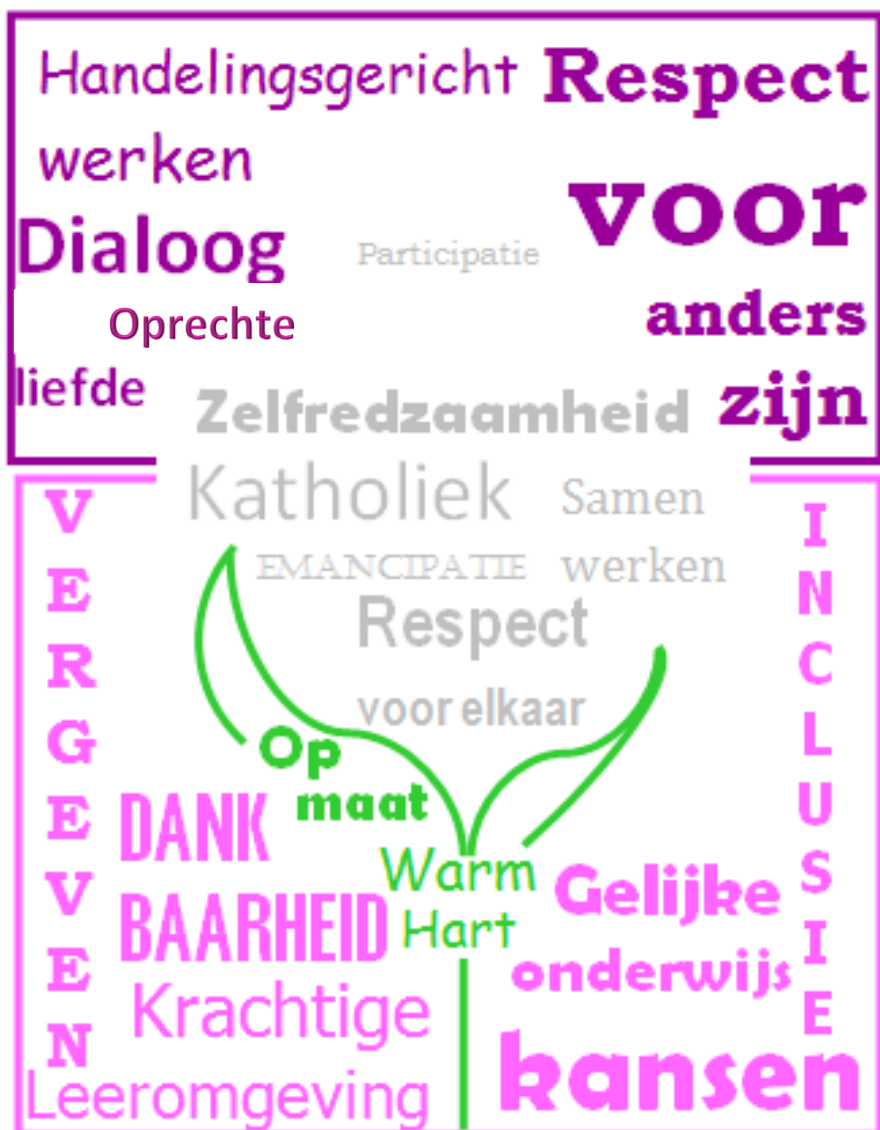 Handelingsgericht
werken
Respect
voor
anders
zijn
Dialoog
Participatie
Oprechte
liefde
Zelfredzaamheid
Katholiek
Samen
werken
EMANCIPATIE
Respect
voor elkaar
VERGEVEN
INCLUSIE
Op
maat
DANK
BAARHEID
Warm
Hart
Gelijke
onderwijs
kansen
Krachtige
Leeromgeving